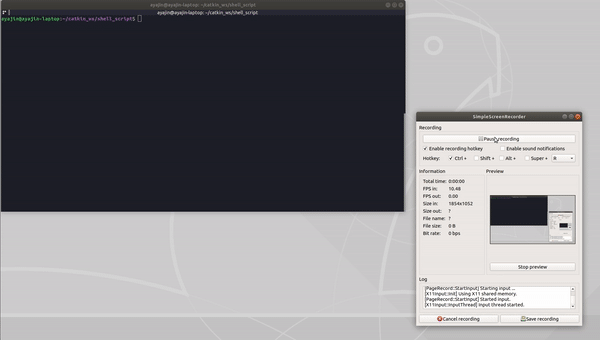 ayajin@ayajin-laptop: ~/catkin_ws/shell_script
ayajin@ayajin-laptop: ~/catkin_ws/shell_script
ayajin@ayajin-laptop:~/catkin_ws/shell_script$
SimpleScreenRecorder
Recording
Pause recording
Enable recording hotkey
Enable sound notifications
Hotkey: Ctrl + Shift + Alt + Super + R
Information
Preview
Total time: 0:00:00
FPS in: 10.48
FPS out: 0.00
Size in: 1854x1052
Size out: ?
File name: ?
File size: 0 B
Bit rate: 0 bps
Stop preview
Log
[PageRecord::StartInput] Starting input ...
[X11Input::Init] Using X11 shared memory.
[PageRecord::StartInput] Started input.
[X11Input::InputThread] Input thread started.
Cancel recording
Save recording